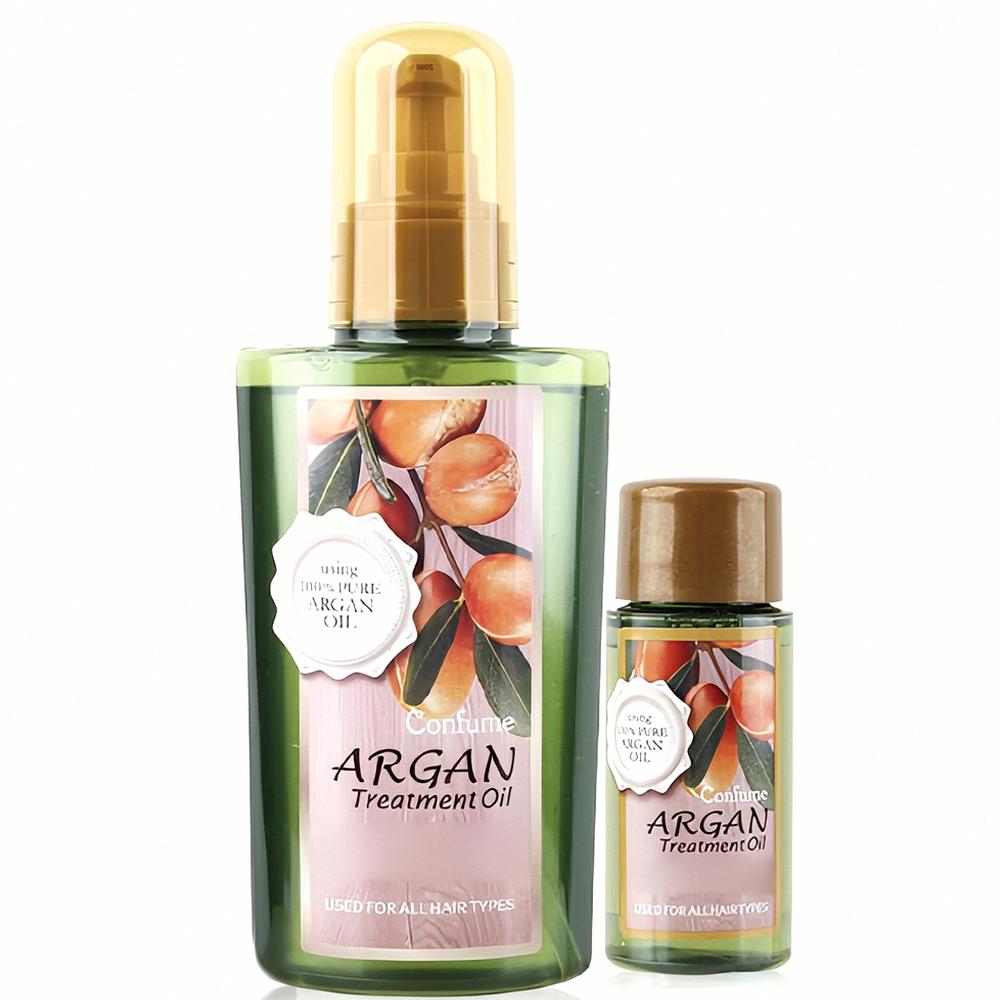 using
100% PURE
ARGAN
OIL
Confume
ARGAN
Treatment Oil
USED FOR ALL HAIR TYPES
using
100% PURE
ARGAN
OIL
Confume
ARGAN
Treatment Oil
USED FOR ALL HAIR TYPES